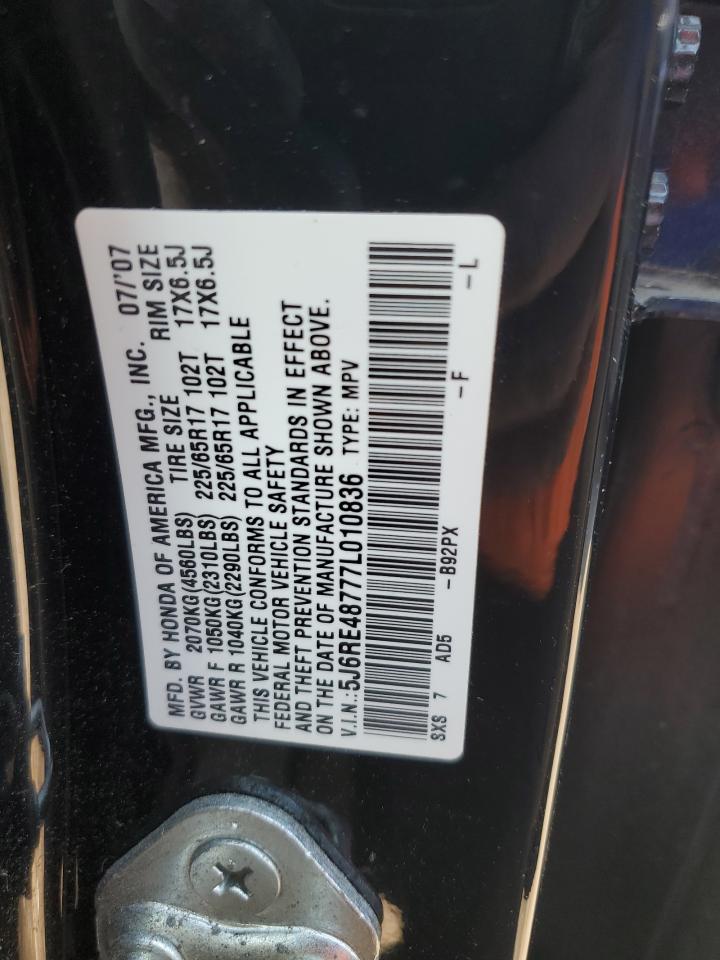 MFD. BY HONDA OF AMERICA MFG., INC. 07/'07
GVWR 2070KG(4560LBS) TIRE SIZE RIM SIZE
GAWR F 1050KG(2310LBS) 225/65R17 102T 17X6.5J
GAWR R 1040KG(2290LBS) 225/65R17 102T 17X6.5J
THIS VEHICLE CONFORMS TO ALL APPLICABLE
FEDERAL MOTOR VEHICLE SAFETY
AND THEFT PREVENTION STANDARDS IN EFFECT
ON THE DATE OF MANUFACTURE SHOWN ABOVE.
V.I.N.:5J6RE48777L010836 TYPE: MPV
SXS 7 AD5 -B92PX -F -L